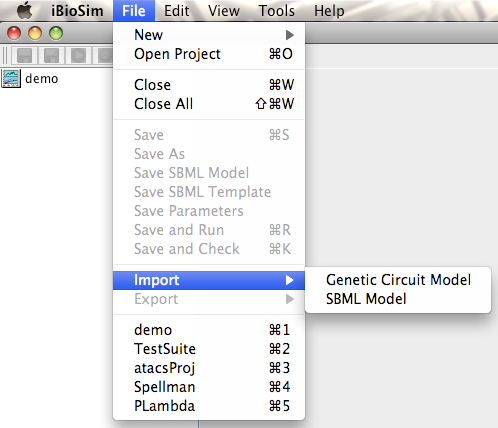 iBioSim File Edit View Tools Help
New
Open Project ⌘O
demo
Close ⌘W
Close All ⇧⌘W
Save ⌘S
Save As
Save SBML Model
Save SBML Template
Save Parameters
Save and Run ⌘R
Save and Check ⌘K
Import
Genetic Circuit Model
Export
SBML Model
demo ⌘1
TestSuite ⌘2
atacsProj ⌘3
Spellman ⌘4
PLambda ⌘5